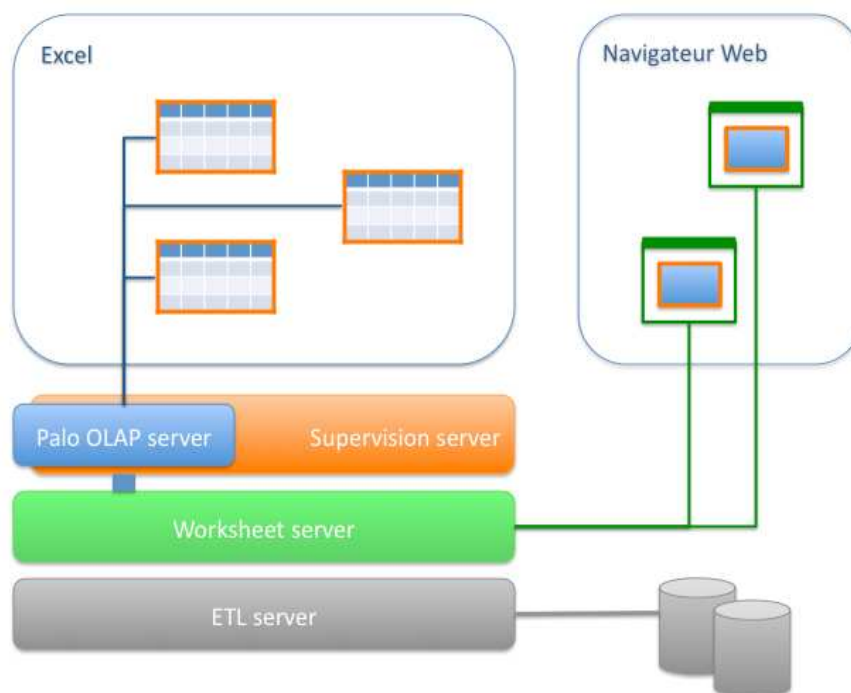 Excel
Navigateur Web
Palo OLAP server
Supervision server
Worksheet server
ETL server